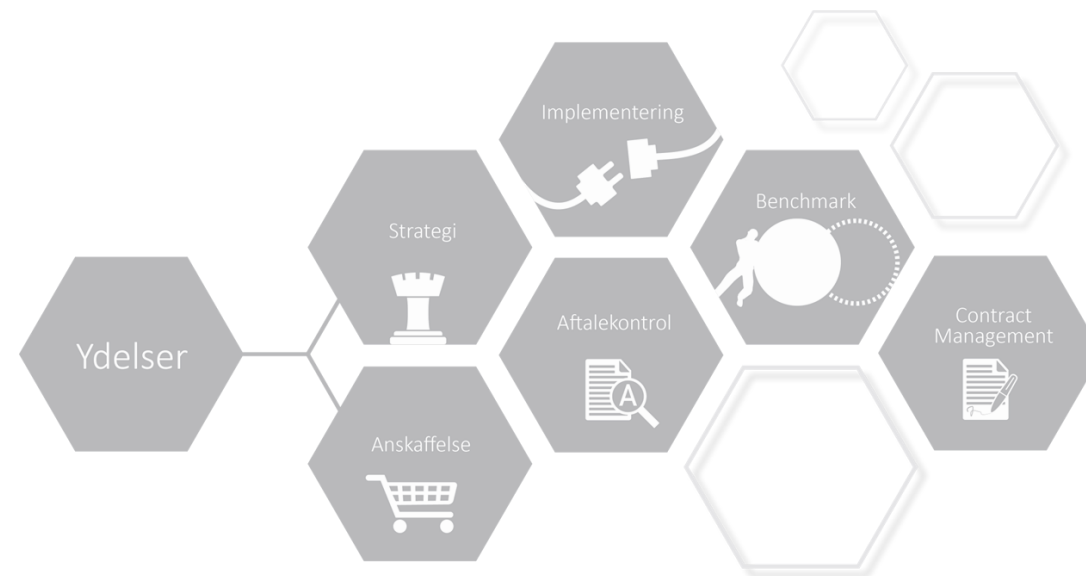 Ydelser
Strategi
Anskaffelse
Implementering
Aftalekontrol
A
Benchmark
Contract
Management